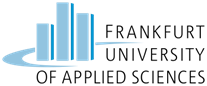 FRANKFURT
UNIVERSITY
OF APPLIED SCIENCES